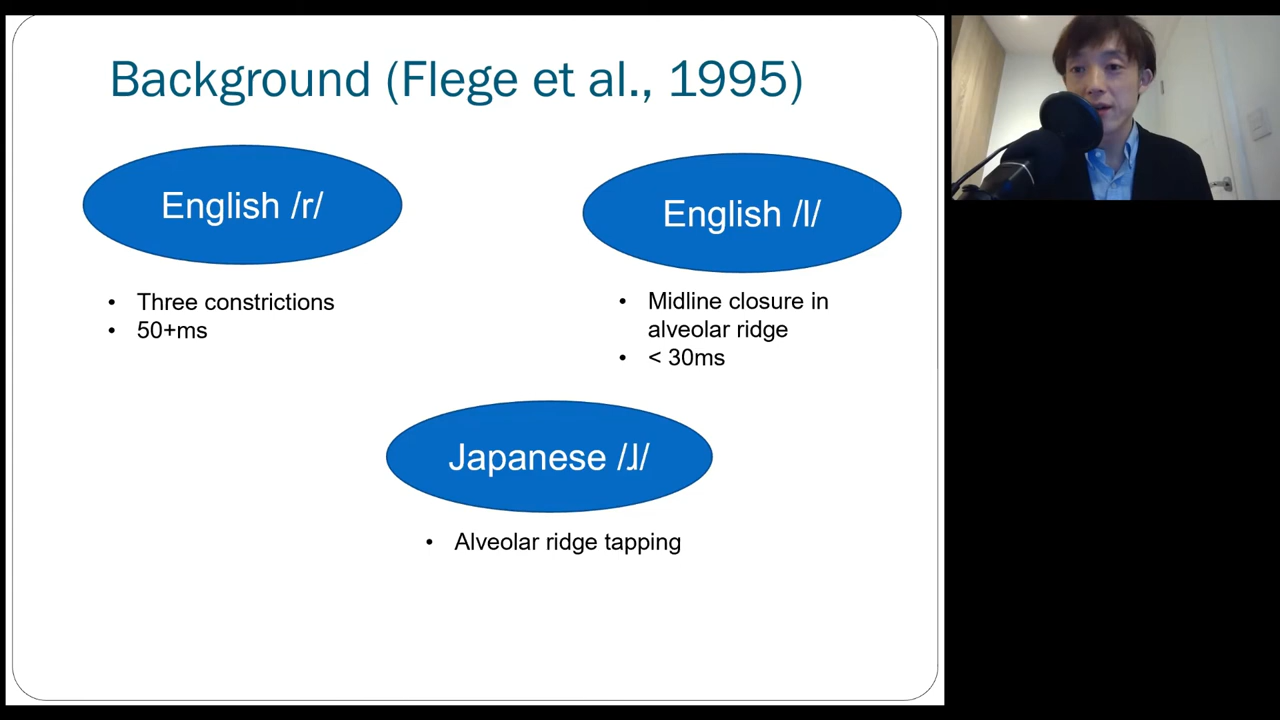 Background (Flege et al., 1995)
English /r/
• Three constrictions
• 50+ms
English /l/
• Midline closure in
alveolar ridge
• < 30ms
Japanese /ɺ/
• Alveolar ridge tapping